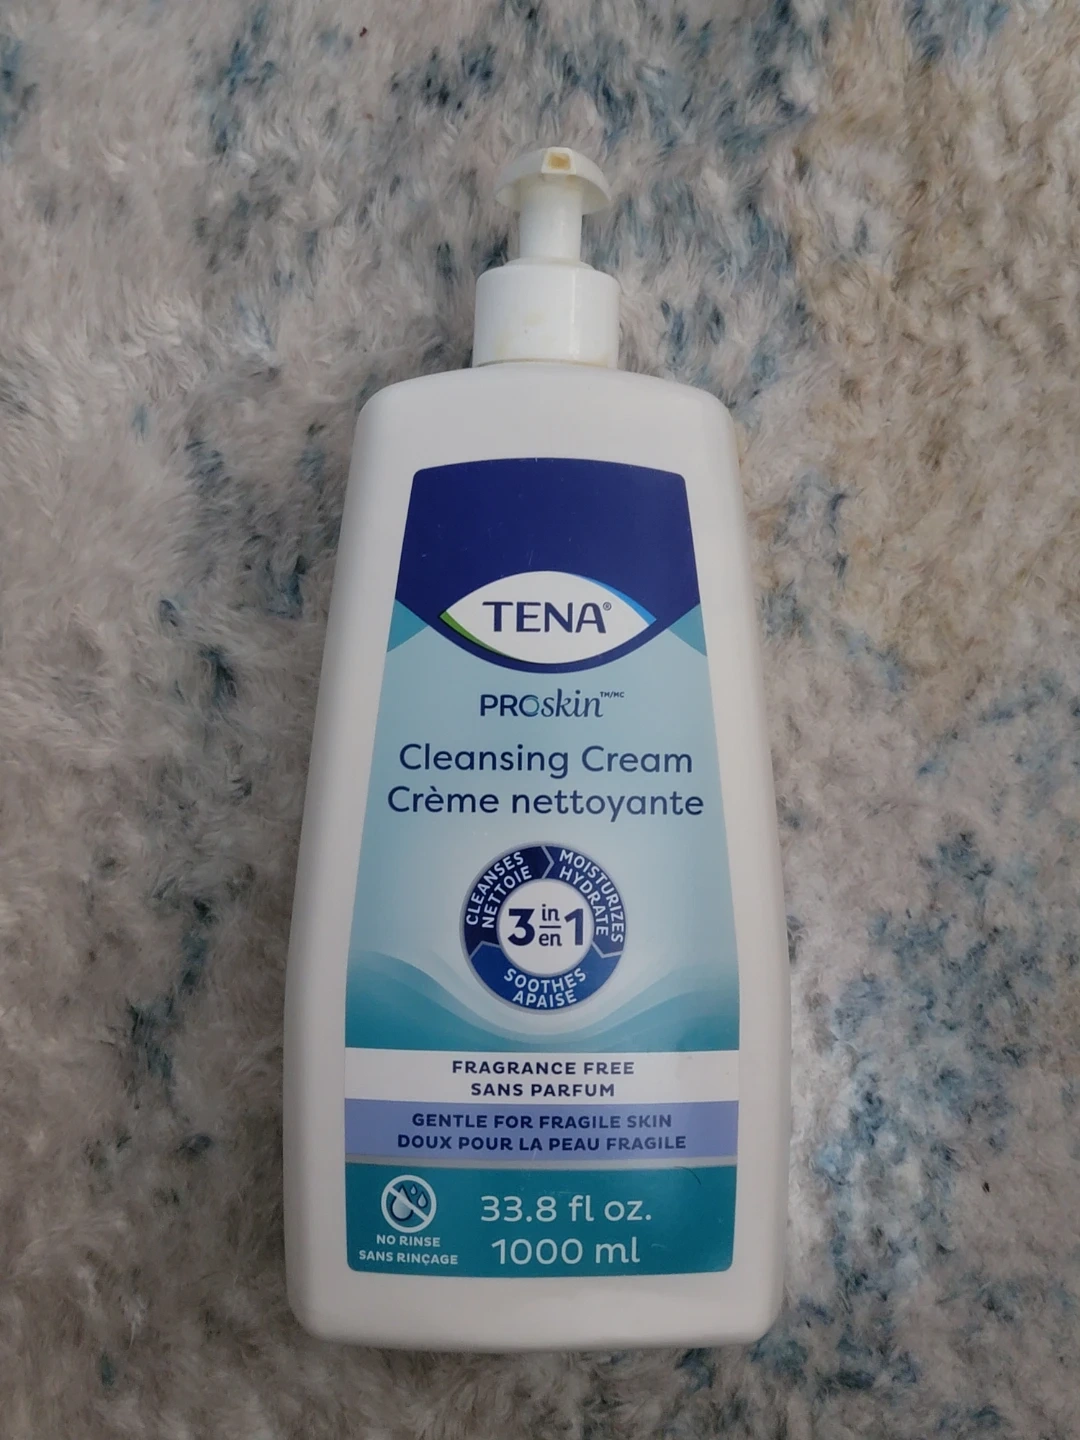 TENA®
PROskin™/MC
Cleansing Cream
Crème nettoyante
CLEANSES
NETTOIE
MOISTURIZES
HYDRATE
3 in/en 1
SOOTHES
APAISE
FRAGRANCE FREE
SANS PARFUM
GENTLE FOR FRAGILE SKIN
DOUX POUR LA PEAU FRAGILE
NO RINSE
SANS RINÇAGE
33.8 fl oz.
1000 ml